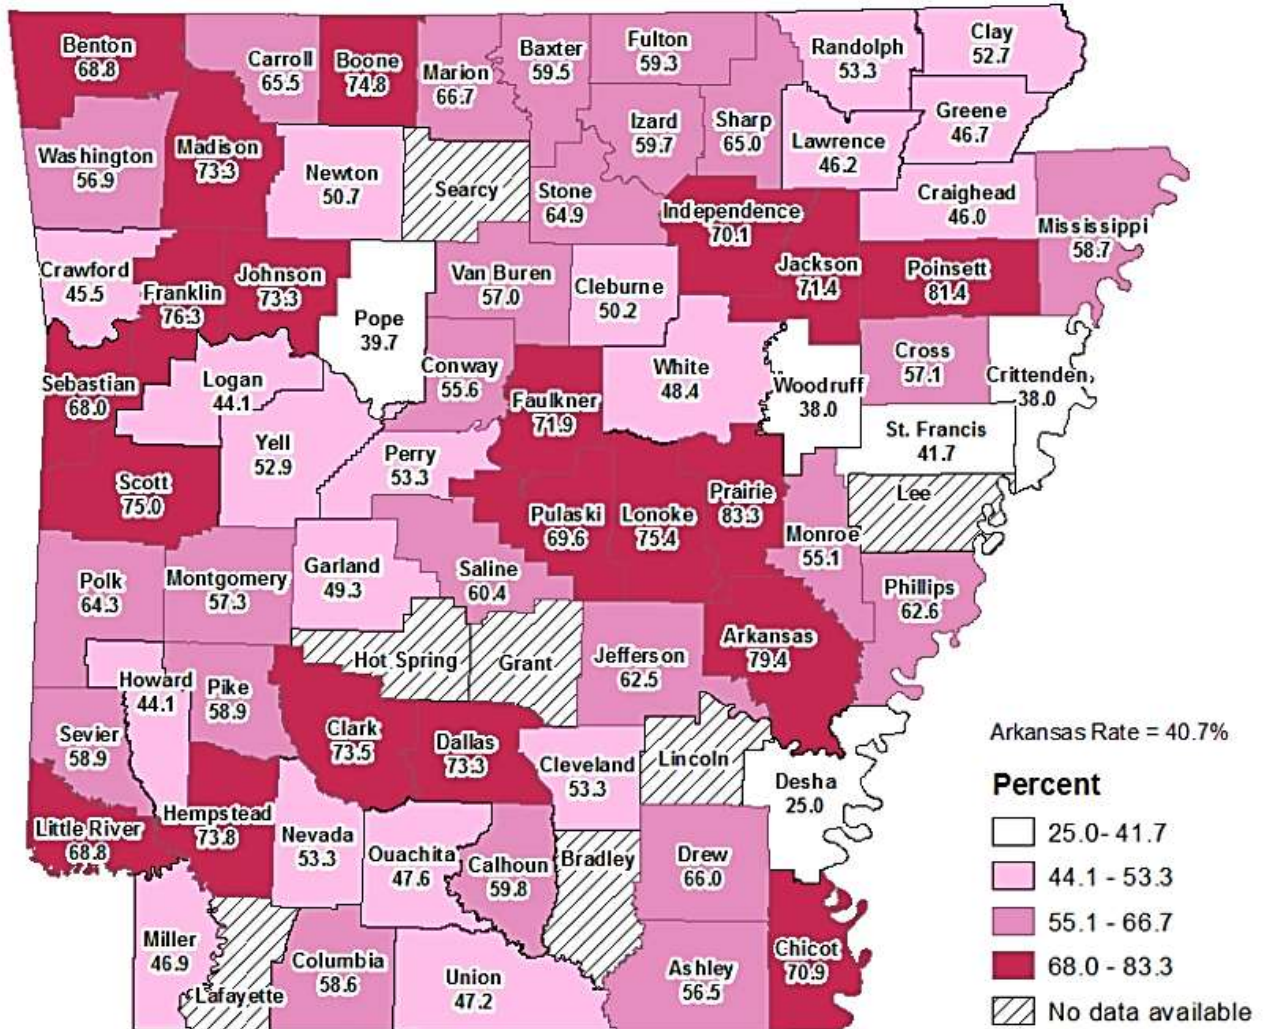 Benton
68.8
Carroll
65.5
Boone
74.8
Marion
66.7
Baxter
59.5
Fulton
59.3
Randolph
53.3
Clay
52.7
Washington
56.9
Madison
73.3
Newton
50.7
Searcy
Stone
64.9
Izard
59.7
Sharp
65.0
Lawrence
46.2
Greene
46.7
Craighead
46.0
Mississippi
58.7
Independence
70.1
Jackson
71.4
Poinsett
81.4
Crawford
45.5
Franklin
76.3
Johnson
73.3
Pope
39.7
Van Buren
57.0
Cleburne
50.2
Conway
55.6
White
48.4
Woodruff
38.0
Cross
57.1
Crittenden
38.0
Sebastian
68.0
Logan
44.1
Faulkner
71.9
St. Francis
41.7
Yell
52.9
Perry
53.3
Scott
75.0
Pulaski
69.6
Lonoke
75.4
Prairie
83.3
Monroe
55.1
Lee
Polk
64.3
Montgomery
57.3
Garland
49.3
Saline
60.4
Phillips
62.6
Hot Spring
Grant
Jefferson
62.5
Arkansas
79.4
Howard
44.1
Pike
58.9
Clark
73.5
Dallas
73.3
Sevier
58.9
Cleveland
53.3
Lincoln
Desha
25.0
Little River
68.8
Hempstead
73.8
Nevada
53.3
Ouachita
47.6
Calhoun
59.8
Bradley
Drew
66.0
Miller
46.9
Lafayette
Columbia
58.6
Union
47.2
Ashley
56.5
Chicot
70.9
Arkansas Rate = 40.7%
Percent
25.0- 41.7
44.1 - 53.3
55.1 - 66.7
68.0 - 83.3
No data available